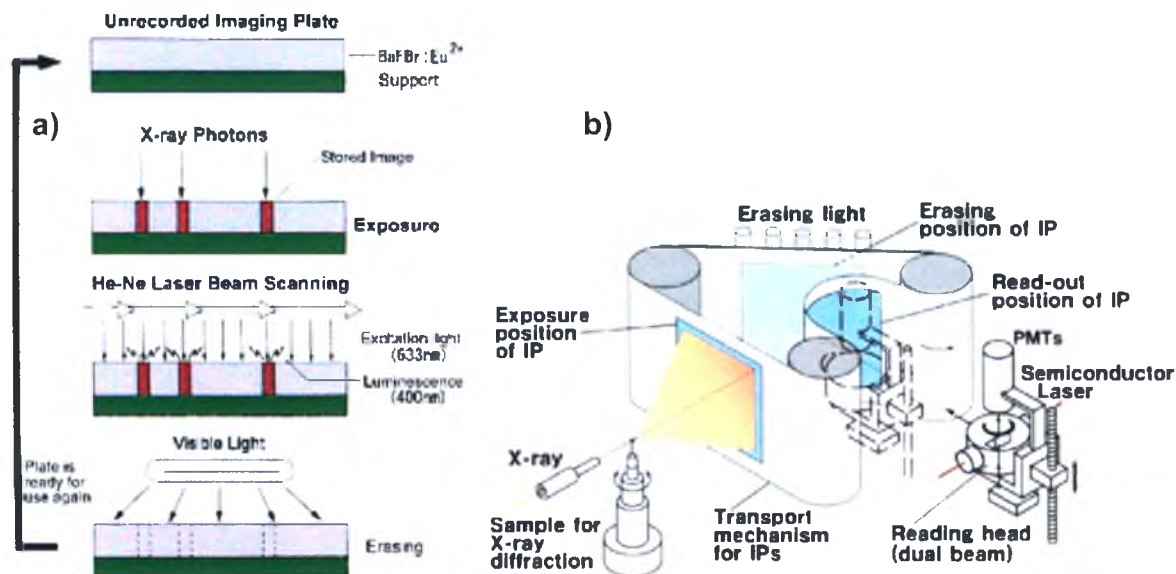 Unrecorded Imaging Plate
BaFBr : Eu²⁺
Support
a)
X-ray Photons
Stored Image
Exposure
He-Ne Laser Beam Scanning
Excitation light
(633nm)
Luminescence
(400nm)
Visible Light
Plate is
ready for
use again
Erasing
b)
Erasing light
Erasing
position of IP
Read-out
position of IP
Exposure
position of IP
PMTs
Semiconductor
Laser
X-ray
Sample for
X-ray
diffraction
Transport
mechanism
for IPs
Reading head
(dual beam)